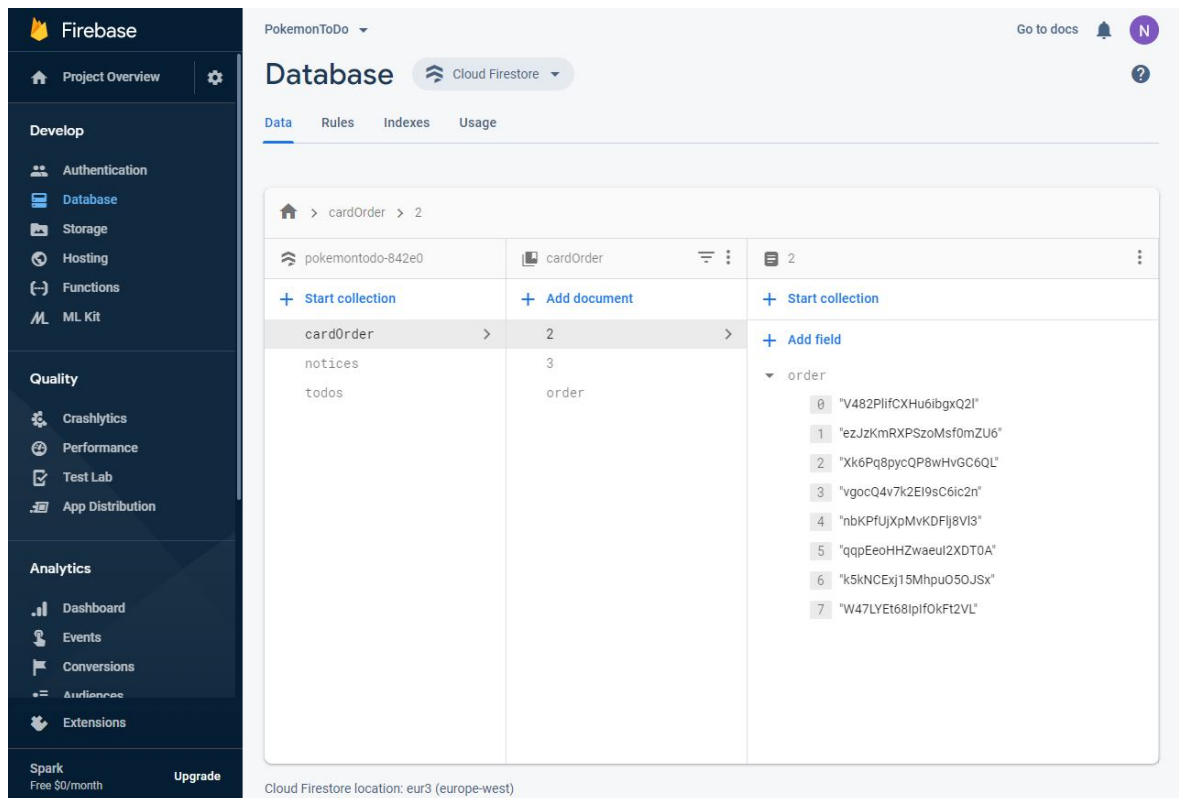 Firebase
Project Overview
Develop
Authentication
Database
Storage
Hosting
Functions
ML Kit
Quality
Crashlytics
Performance
Test Lab
App Distribution
Analytics
Dashboard
Events
Conversions
Audiences
Extensions
Spark
Free $0/month
Upgrade
PokemonToDo
Go to docs
N
Database
Cloud Firestore
Data Rules Indexes Usage
cardOrder > 2
pokemontodo-842e0
+ Start collection
cardOrder
notices
todos
cardOrder
+ Add document
2
3
order
2
+ Start collection
+ Add field
order
0 "V482PlifCXHu6ibgxQ2l"
1 "ezJzKmRXPSzoMsf0mZU6"
2 "Xk6Pq8pycQP8wHvGC6QL"
3 "vgocQ4v7k2EI9sC6ic2n"
4 "nbKPfUjXpMvKDFlj8Vl3"
5 "qqpEeoHHZwaeuI2XDT0A"
6 "k5kNCExj15MhpuO5OJSx"
7 "W47LYEt68IpIfOkFt2VL"
Cloud Firestore location: eur3 (europe-west)